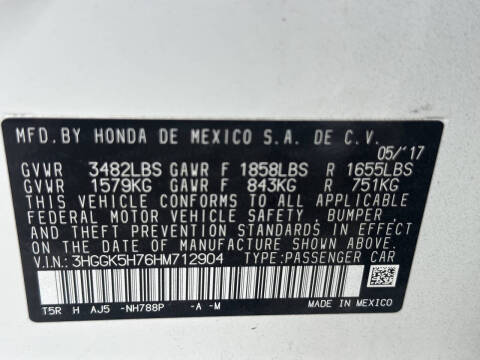 MFD. BY HONDA DE MEXICO S.A. DE C.V.
05/'17
GVWR 3482LBS GAWR F 1858LBS R 1655LBS
GVWR 1579KG GAWR F 843KG R 751KG
THIS VEHICLE CONFORMS TO ALL APPLICABLE
FEDERAL MOTOR VEHICLE SAFETY, BUMPER,
AND THEFT PREVENTION STANDARDS IN EFFECT
ON THE DATE OF MANUFACTURE SHOWN ABOVE.
V.I.N.: 3HGGK5H76HM712904 TYPE: PASSENGER CAR
T5R H AJ5 -NH788P -A -M MADE IN MEXICO